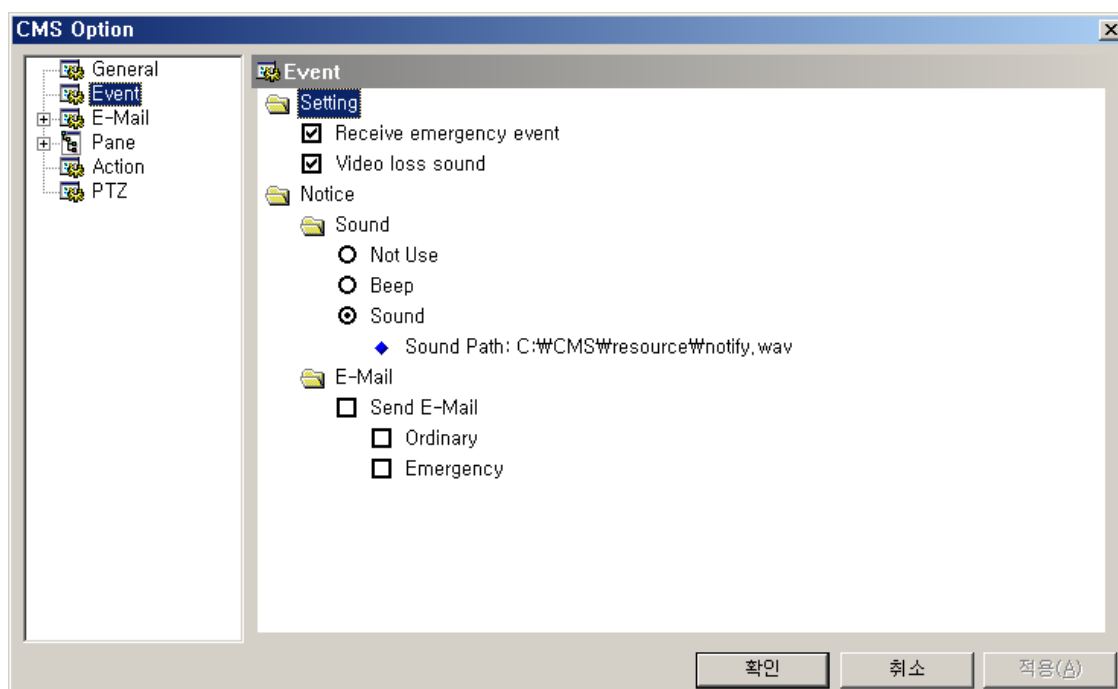 CMS Option
General
Event
E-Mail
Pane
Action
PTZ
Event
Setting
Receive emergency event
Video loss sound
Notice
Sound
Not Use
Beep
Sound
Sound Path: C:₩CMS₩resource₩notify.wav
E-Mail
Send E-Mail
Ordinary
Emergency
확인 취소 적용(A)